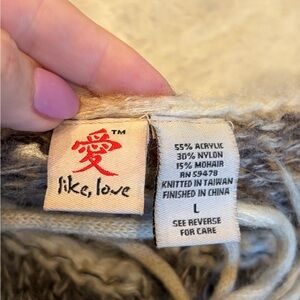 愛™
like, love
55% ACRYLIC
30% NYLON
15% MOHAIR
RN 59478
KNITTED IN TAIWAN
FINISHED IN CHINA
L
SEE REVERSE
FOR CARE